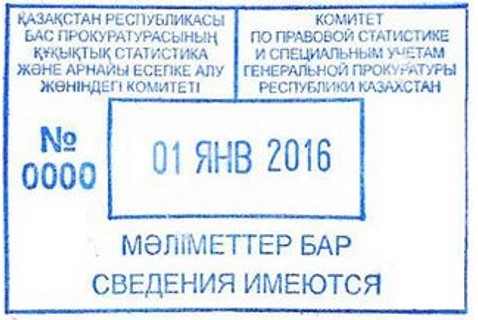 ҚАЗАҚСТАН РЕСПУБЛИКАСЫ
БАС ПРОКУРАТУРАСЫНЫҢ
ҚҰҚЫҚТЫҚ СТАТИСТИКА
ЖӘНЕ АРНАЙЫ ЕСЕПКЕ АЛУ
ЖӨНІНДЕГІ КОМИТЕТІ
КОМИТЕТ
ПО ПРАВОВОЙ СТАТИСТИКЕ
И СПЕЦИАЛЬНЫМ УЧЕТАМ
ГЕНЕРАЛЬНОЙ ПРОКУРАТУРЫ
РЕСПУБЛИКИ КАЗАХСТАН
№
0000
01 ЯНВ 2016
МӘЛІМЕТТЕР БАР
СВЕДЕНИЯ ИМЕЮТСЯ